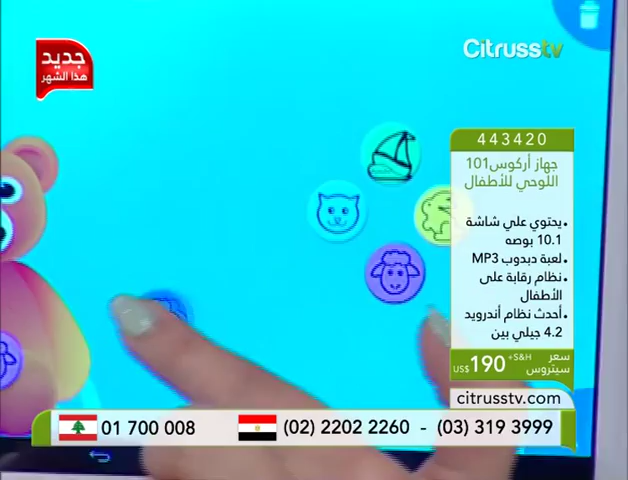 جديد
هذا الشهر
Citrusstv
443420
جهاز أركوس101
اللوحي للأطفال
•يحتوي علي شاشة
10.1 بوصه
•لعبة دبدوب MP3
•نظام رقابة على
الأطفال
•أحدث نظام أندرويد
4.2 جيلي بين
سعر
سيتروس
+S&H
US$ 190
citrusstv.com
01 700 008
(02) 2202 2260 - (03) 319 3999